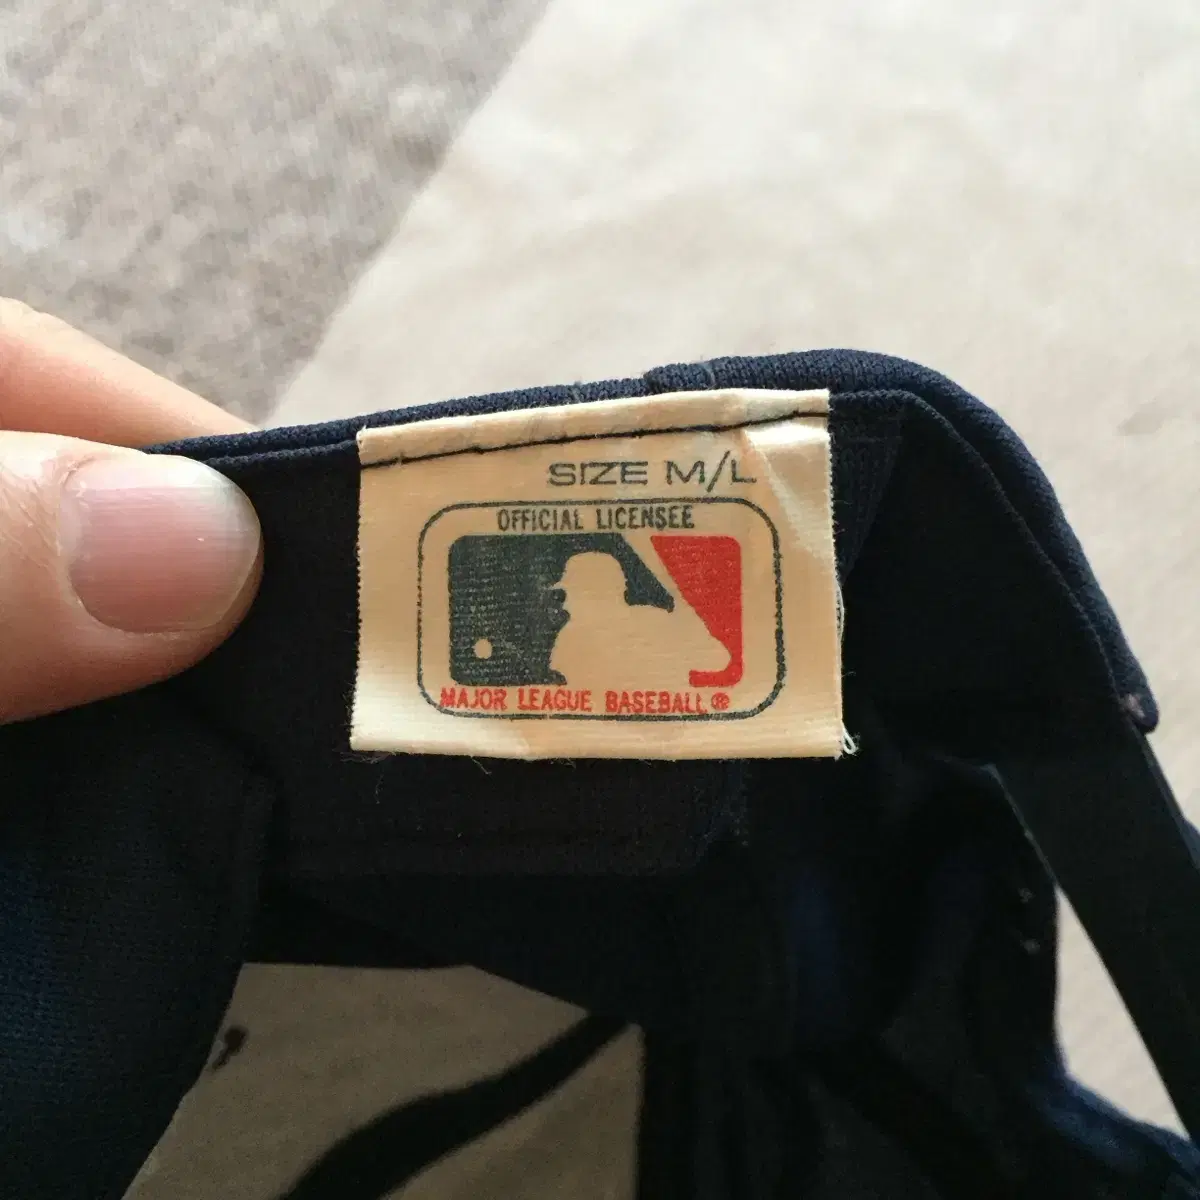 SIZE M/L
OFFICIAL LICENSEE
MAJOR LEAGUE BASEBALL®